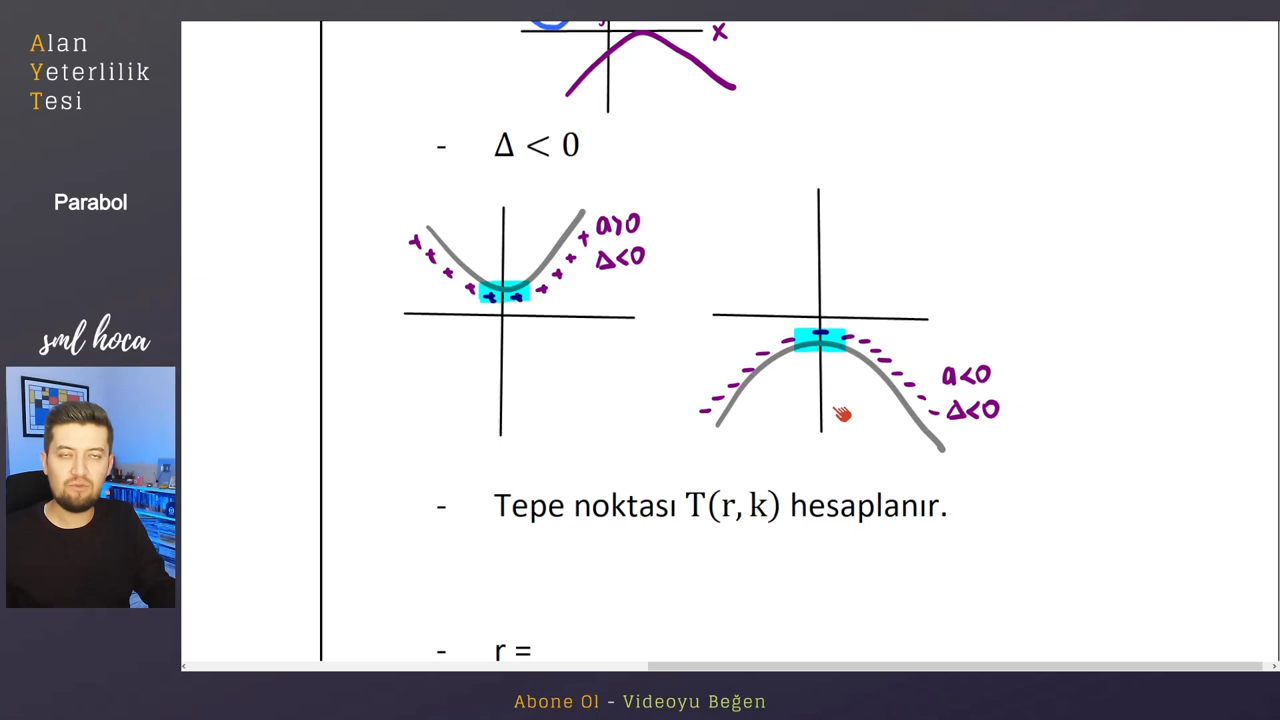 Alan
Yeterlilik
Tesi
Parabol
sml hoca
x
- Δ < 0
a>0
Δ<0
a<0
Δ<0
- Tepe noktası T(r, k) hesaplanır.
- r =
Abone Ol - Videoyu Beğen